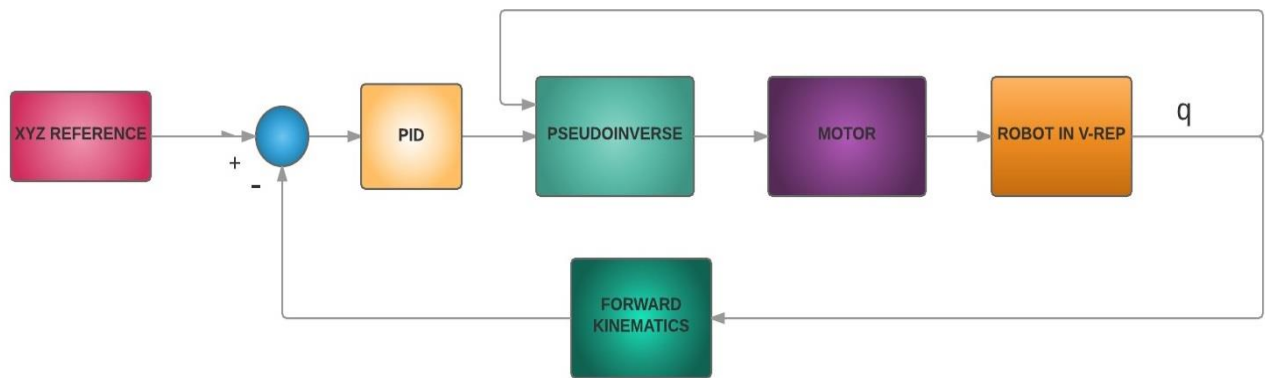 XYZ REFERENCE
+
-
PID
PSEUDOINVERSE
MOTOR
ROBOT IN V-REP
q
FORWARD
KINEMATICS